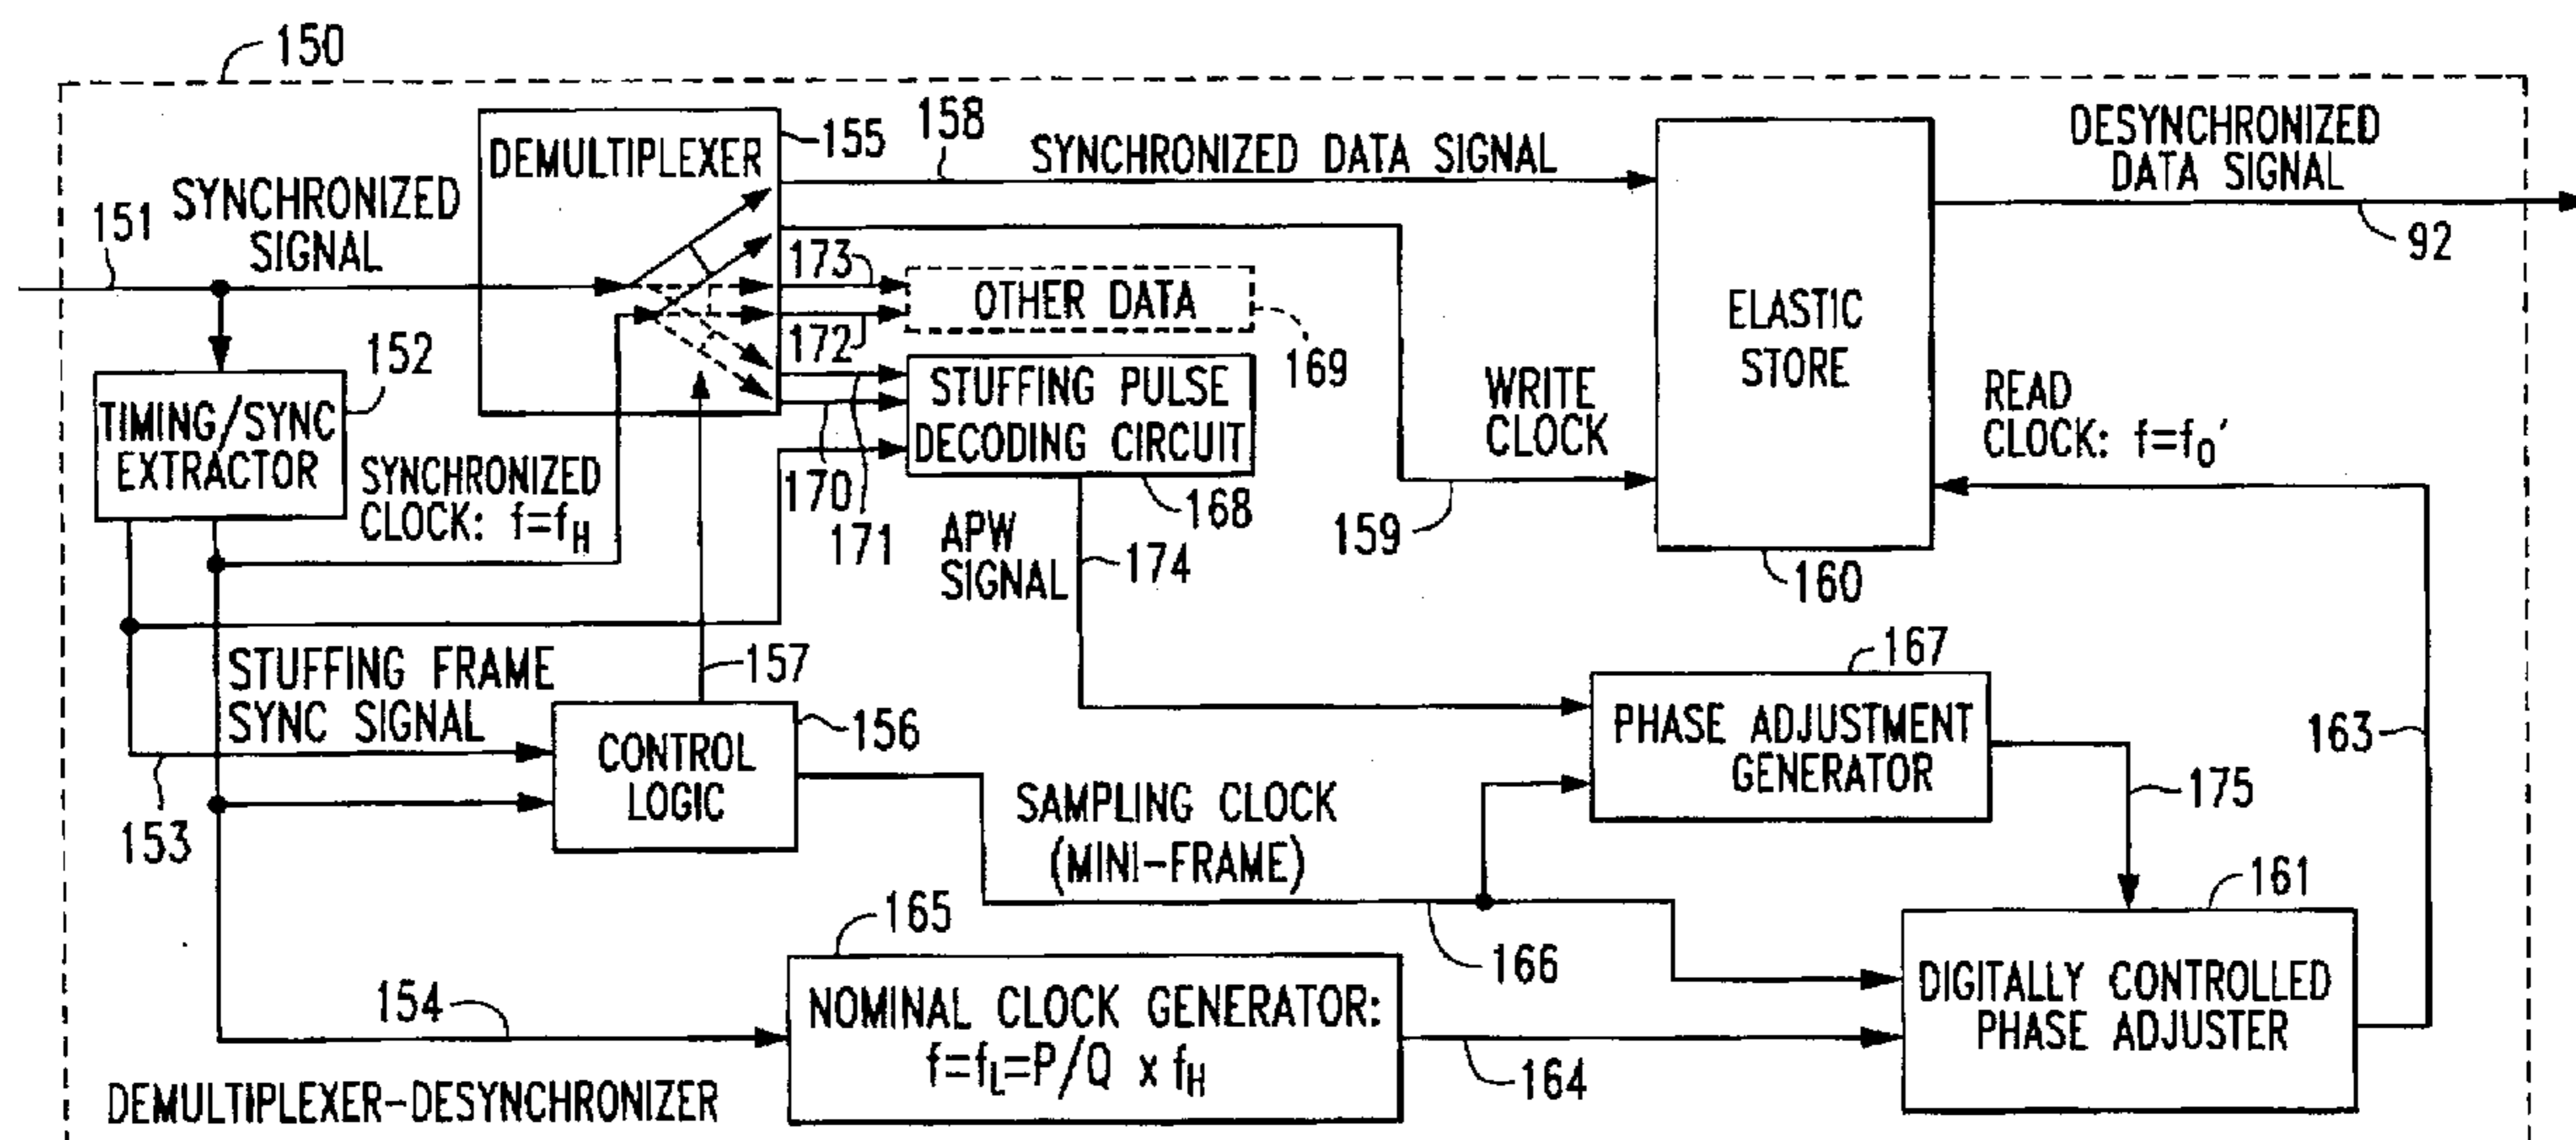 150
DEMULTIPLEXER
155
158
SYNCHRONIZED DATA SIGNAL
DESYNCHRONIZED
DATA SIGNAL
92
151
SYNCHRONIZED
SIGNAL
173
172
OTHER DATA
169
ELASTIC
STORE
160
152
TIMING/SYNC
EXTRACTOR
SYNCHRONIZED
CLOCK: f=fH
STUFFING PULSE
DECODING CIRCUIT
170
171
168
WRITE
CLOCK
159
READ
CLOCK: f=fO'
APW
SIGNAL
174
STUFFING FRAME
SYNC SIGNAL
153
157
CONTROL
LOGIC
156
167
PHASE ADJUSTMENT
GENERATOR
163
175
SAMPLING CLOCK
(MINI-FRAME)
166
161
DIGITALLY CONTROLLED
PHASE ADJUSTER
165
154
NOMINAL CLOCK GENERATOR:
f=fL=P/Q x fH
164
DEMULTIPLEXER-DESYNCHRONIZER